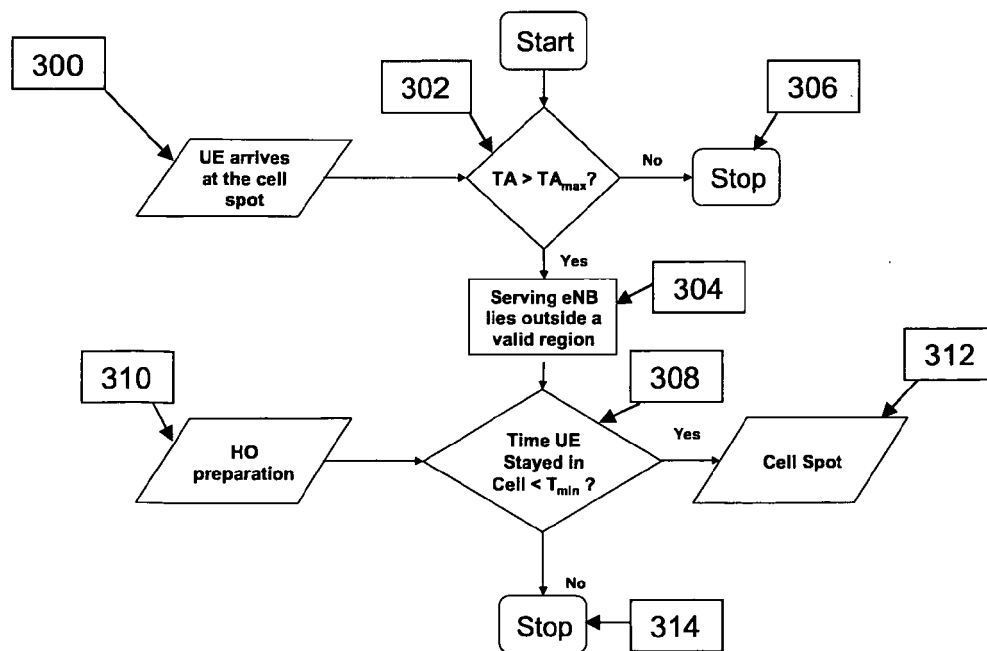 Start
300
302
306
UE arrives
at the cell
spot
TA > TAmax?
No
Stop
Yes
Serving eNB
lies outside a
valid region
304
310
308
312
HO
preparation
Time UE
Stayed in
Cell < Tmin ?
Yes
Cell Spot
No
Stop
314